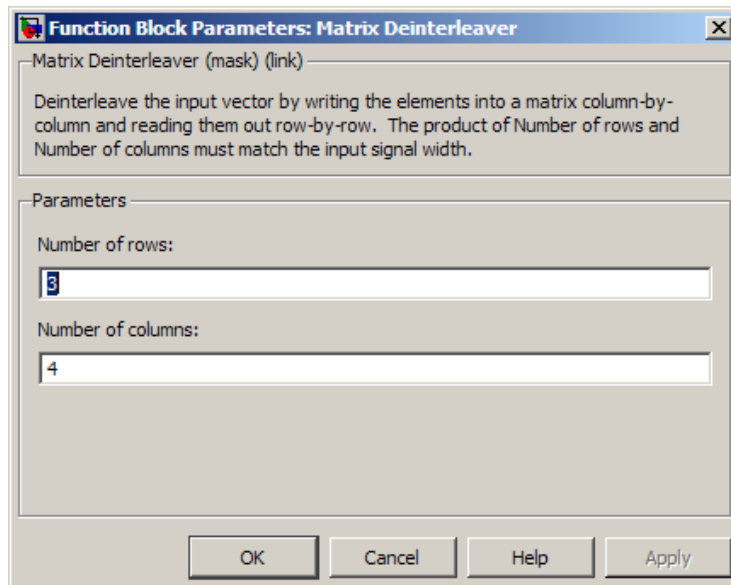 Function Block Parameters: Matrix Deinterleaver
Matrix Deinterleaver (mask) (link)
Deinterleave the input vector by writing the elements into a matrix column-by-
column and reading them out row-by-row.  The product of Number of rows and
Number of columns must match the input signal width.
Parameters
Number of rows:
3
Number of columns:
4
OK
Cancel
Help
Apply